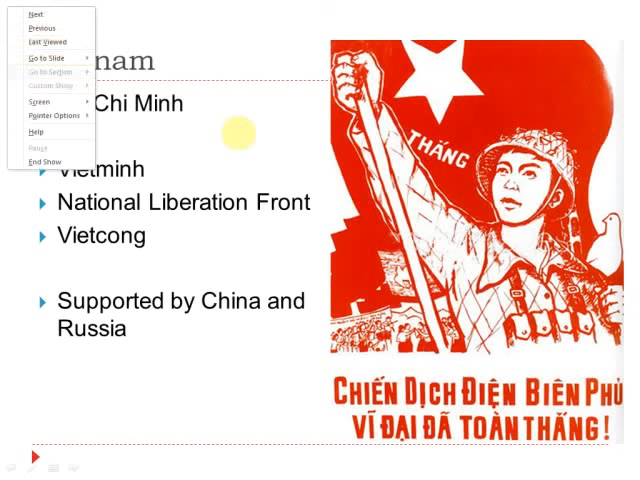 Next
Previous
Last Viewed
Go to Slide
Go to Section
Custom Show
Screen
Pointer Options
Help
Pause
End Show
nam
Chi Minh
Vietminh
National Liberation Front
Vietcong
Supported by China and
Russia
THẮNG
CHIẾN DỊCH ĐIỆN BIÊN PHỦ
VĨ ĐẠI ĐÃ TOÀN THẮNG!